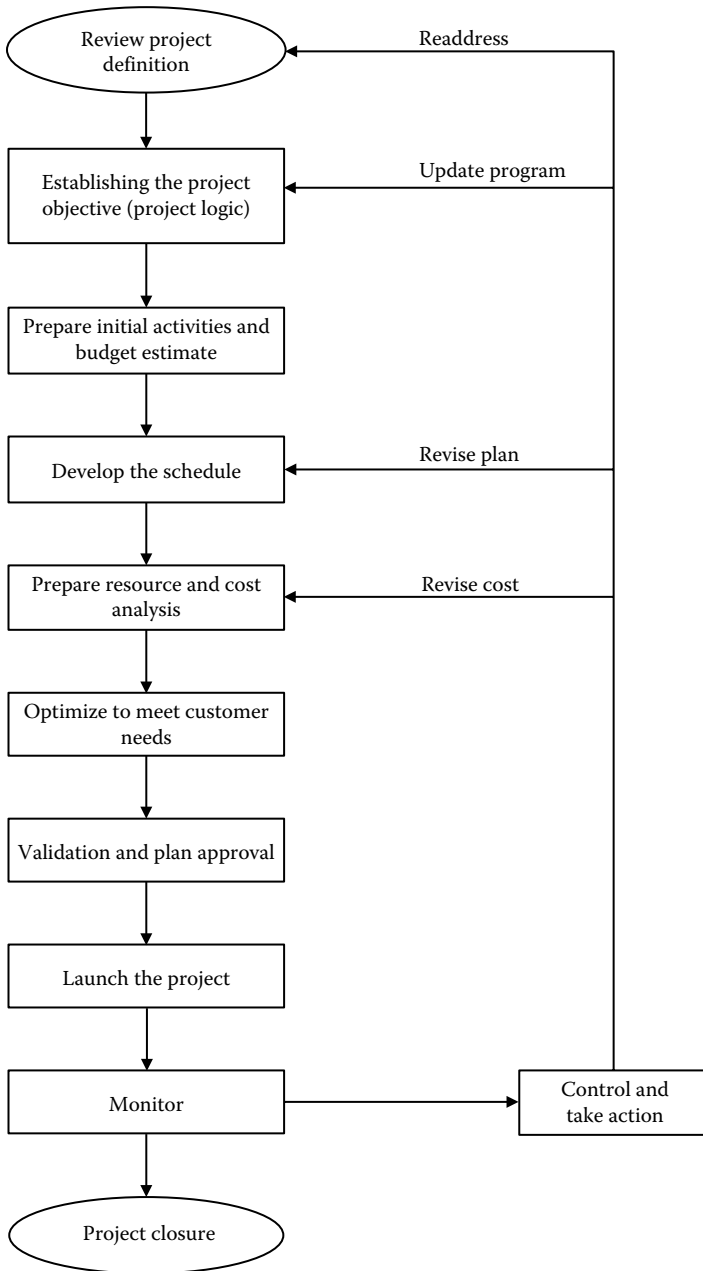 Review project
definition
Readdress
Establishing the project
objective (project logic)
Update program
Prepare initial activities and
budget estimate
Develop the schedule
Revise plan
Prepare resource and cost
analysis
Revise cost
Optimize to meet customer
needs
Validation and plan approval
Launch the project
Monitor
Control and
take action
Project closure